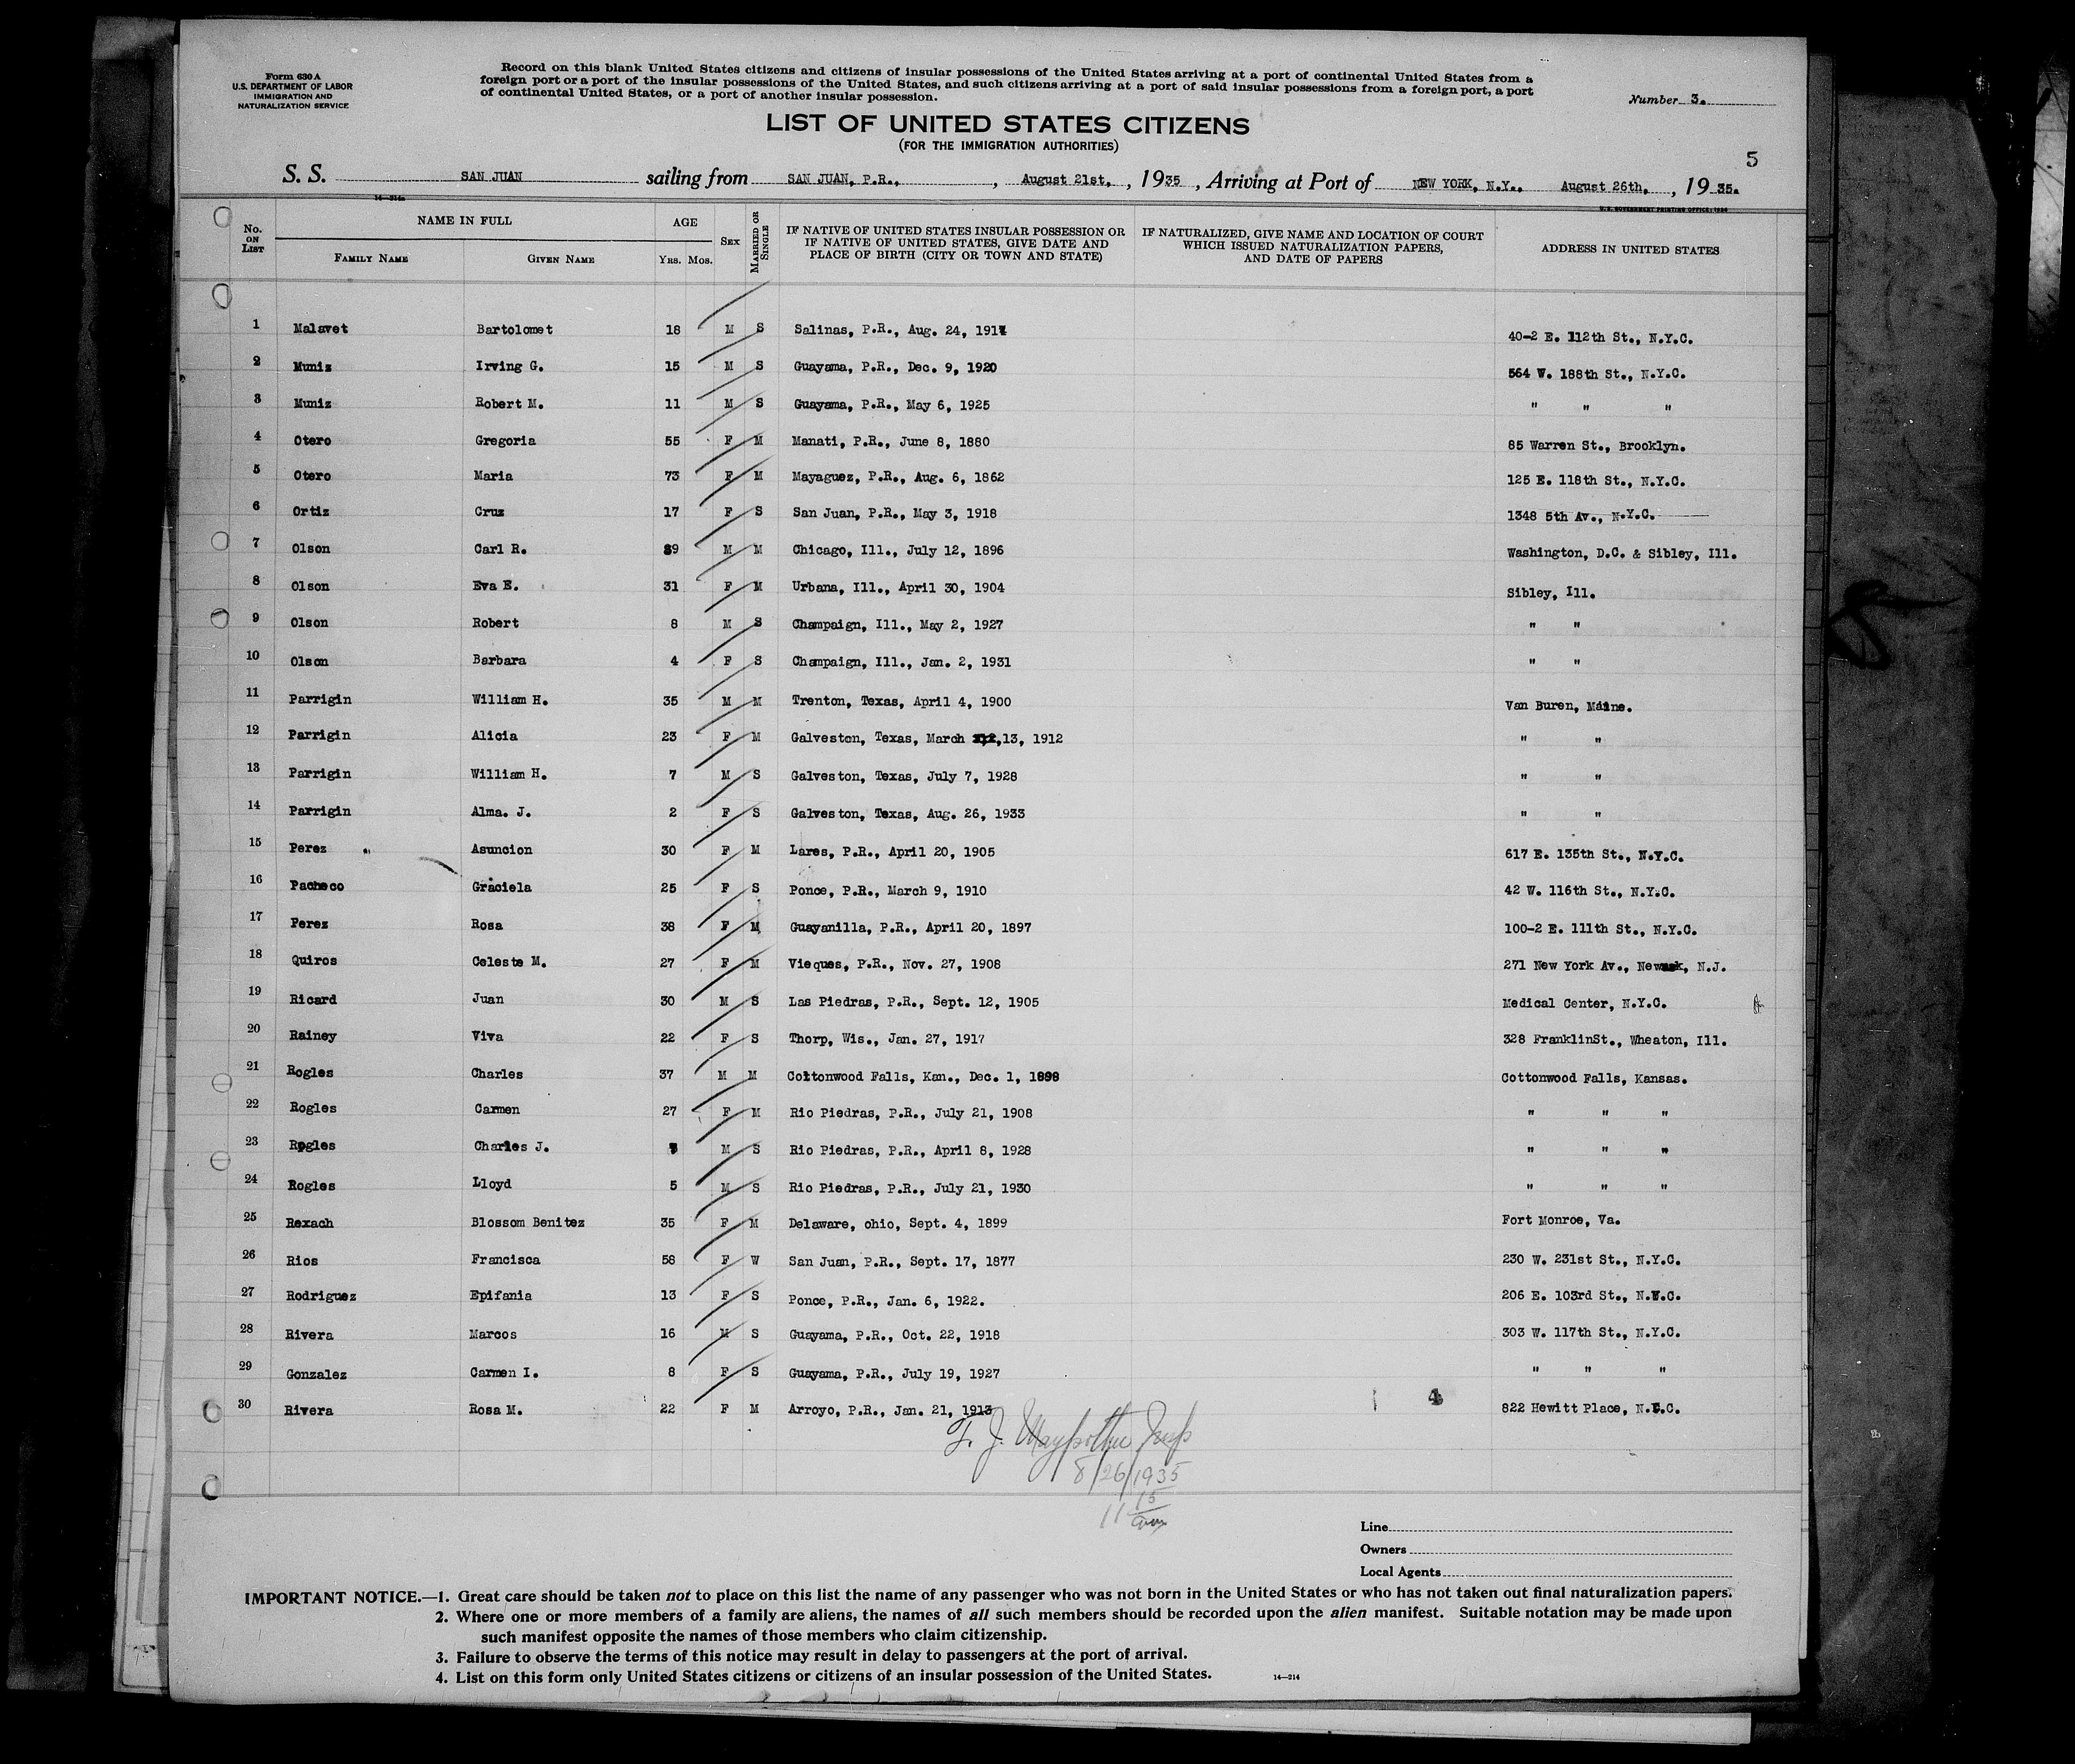 Form 630 A
U.S. DEPARTMENT OF LABOR
IMMIGRATION AND
NATURALIZATION SERVICE
Record on this blank United States citizens and citizens of insular possessions of the United States arriving at a port of continental United States from a
foreign port or a port of the insular possessions of the United States, and such citizens arriving at a port of said insular possessions from a foreign port, a port
of continental United States, or a port of another insular possession.
Number 3.
LIST OF UNITED STATES CITIZENS
(FOR THE IMMIGRATION AUTHORITIES)
5
S. S. SAN JUAN sailing from SAN JUAN, P.R., , August 21st, , 1935 , Arriving at Port of NEW YORK, N.Y., August 26th, , 19 35.
14—214a
U.S. GOVERNMENT PRINTING OFFICE: 1934
No. ON LIST NAME IN FULL FAMILY NAME GIVEN NAME AGE YRS. MOS. SEX MARRIED OR SINGLE IF NATIVE OF UNITED STATES INSULAR POSSESSION OR IF NATIVE OF UNITED STATES, GIVE DATE AND PLACE OF BIRTH (CITY OR TOWN AND STATE) IF NATURALIZED, GIVE NAME AND LOCATION OF COURT WHICH ISSUED NATURALIZATION PAPERS, AND DATE OF PAPERS ADDRESS IN UNITED STATES
1 Malavet Bartolomet 18 M S Salinas, P.R., Aug. 24, 1917 40-2 E. 112th St., N.Y.C.
2 Muniz Irving G. 15 M S Guayama, P.R., Dec. 9, 1920 564 W. 188th St., N.Y.C.
3 Muniz Robert M. 11 M S Guayama, P.R., May 6, 1925 " " "
4 Otero Gregoria 55 F M Manati, P.R., June 8, 1880 85 Warren St., Brooklyn.
5 Otero Maria 73 F M Mayaguez, P.R., Aug. 6, 1862 125 E. 118th St., N.Y.C.
6 Ortiz Cruz 17 F S San Juan, P.R., May 3, 1918 1348 5th Av., N.Y.C.
7 Olson Carl R. 39 M M Chicago, Ill., July 12, 1896 Washington, D.C. & Sibley, Ill.
8 Olson Eva E. 31 F M Urbana, Ill., April 30, 1904 Sibley, Ill.
9 Olson Robert 8 M S Champaign, Ill., May 2, 1927 " "
10 Olson Barbara 4 F S Champaign, Ill., Jan. 2, 1931 " "
11 Parrigin William H. 35 M M Trenton, Texas, April 4, 1900 Van Buren, Maine.
12 Parrigin Alicia 23 F M Galveston, Texas, March 13, 1912 " "
13 Parrigin William H. 7 M S Galveston, Texas, July 7, 1928 " "
14 Parrigin Alma. J. 2 F S Galveston, Texas, Aug. 26, 1933 " "
15 Perez Asuncion 30 F M Lares, P.R., April 20, 1905 617 E. 135th St., N.Y.C.
16 Pacheco Graciela 25 F S Ponce, P.R., March 9, 1910 42 W. 116th St., N.Y.C.
17 Perez Rosa 38 F M Guayanilla, P.R., April 20, 1897 100-2 E. 111th St., N.Y.C.
18 Quiros Celeste M. 27 F M Vieques, P.R., Nov. 27, 1908 271 New York Av., Newark, N.J.
19 Ricard Juan 30 M S Las Piedras, P.R., Sept. 12, 1905 Medical Center, N.Y.C.
20 Rainey Viva 22 F S Thorp, Wis., Jan. 27, 1917 328 FranklinSt., Wheaton, Ill.
21 Rogles Charles 37 M M Cottonwood Falls, Kan., Dec. 1, 1898 Cottonwood Falls, Kansas.
22 Rogles Carmen 27 F M Rio Piedras, P.R., July 21, 1908 " " "
23 Rogles Charles J. 7 M S Rio Piedras, P.R., April 8, 1928 " " "
24 Rogles Lloyd 5 M S Rio Piedras, P.R., July 21, 1930 " " "
25 Rexach Blossom Benitez 35 F M Delaware, ohio, Sept. 4, 1899 Fort Monroe, Va.
26 Rios Francisca 58 F W San Juan, P.R., Sept. 17, 1877 230 W. 231st St., N.Y.C.
27 Rodriguez Epifania 13 F S Ponce, P.R., Jan. 6, 1922. 206 E. 103rd St., N.Y.C.
28 Rivera Marcos 16 M S Guayama, P.R., Oct. 22, 1918 303 W. 117th St., N.Y.C.
29 Gonzalez Carmen I. 8 F S Guayama, P.R., July 19, 1927 " " "
30 Rivera Rosa M. 22 F M Arroyo, P.R., Jan. 21, 1913 4 822 Hewitt Place, N.Y.C.
8/26/1935
11 15 am
Line
Owners
Local Agents
IMPORTANT NOTICE.—1. Great care should be taken not to place on this list the name of any passenger who was not born in the United States or who has not taken out final naturalization papers.
2. Where one or more members of a family are aliens, the names of all such members should be recorded upon the alien manifest. Suitable notation may be made upon
such manifest opposite the names of those members who claim citizenship.
3. Failure to observe the terms of this notice may result in delay to passengers at the port of arrival.
4. List on this form only United States citizens or citizens of an insular possession of the United States.
14—214